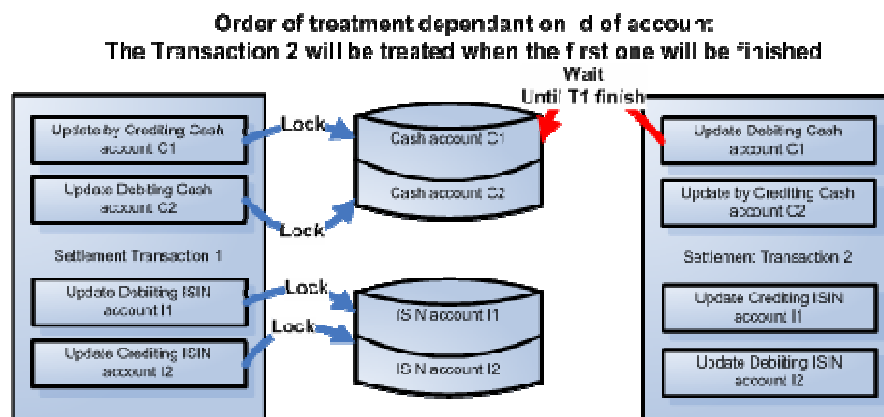 Order of treatment dependant on id of account
The Transaction 2 will be treated when the first one will be finished
Wait
Until T1 finish
Update by Crediting Cash
account C1
Update Debiting Cash
account C2
Settlement Transaction 1
Update Debiting ISIN
account I1
Update Crediting ISIN
account I2
Lock
Lock
Lock
Lock
Cash account C1
Cash account C2
ISIN account I1
ISIN account I2
Update Debiting Cash
account C1
Update by Crediting Cash
account C2
Settlement Transaction 2
Update Crediting ISIN
account I1
Update Debiting ISIN
account I2